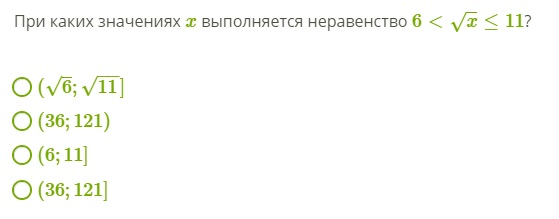 При каких значениях x выполняется неравенство 6 < √x ≤ 11?
(√6; √11]
(36; 121)
(6; 11]
(36; 121]